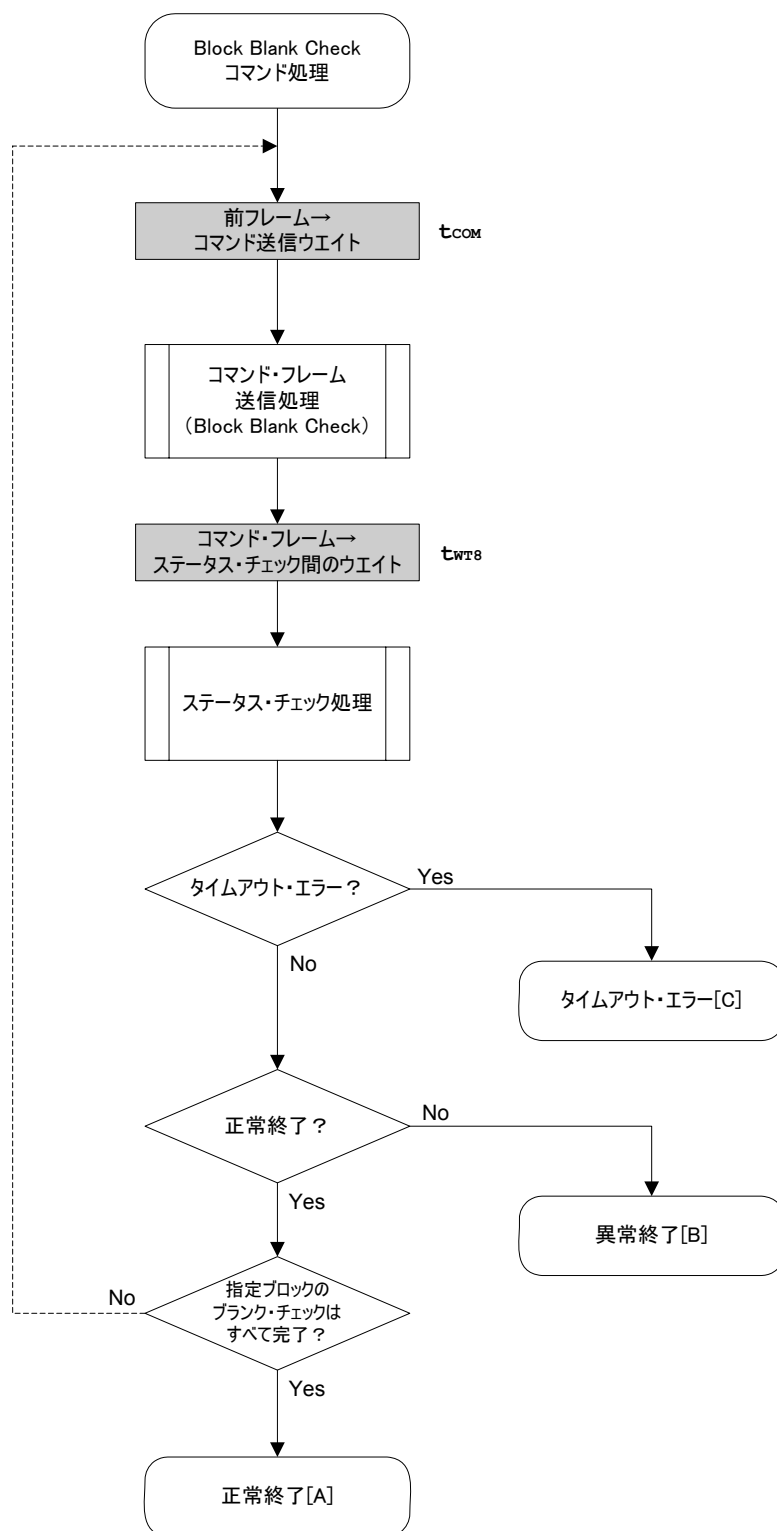 Block Blank Check
コマンド処理
前フレーム→
コマンド送信ウエイト
tCOM
コマンド・フレーム
送信処理
（Block Blank Check）
コマンド・フレーム→
ステータス・チェック間のウエイト
tWT8
ステータス・チェック処理
タイムアウト・エラー？
Yes
No
タイムアウト・エラー[C]
正常終了？
No
Yes
異常終了[B]
指定ブロックの
ブランク・チェックは
すべて完了？
No
Yes
正常終了[A]